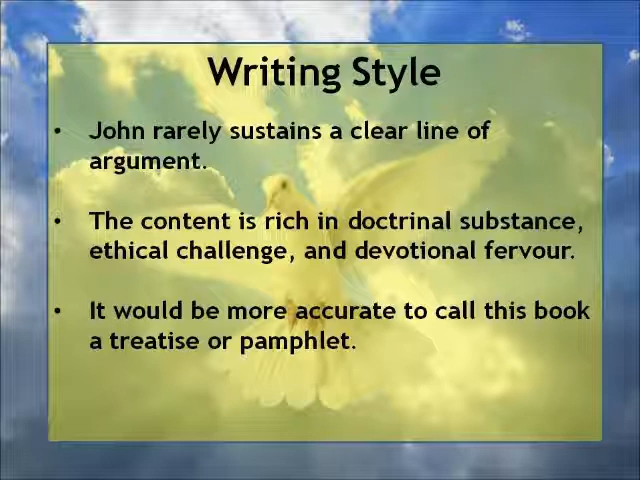 Writing Style
• John rarely sustains a clear line of
argument.
• The content is rich in doctrinal substance,
ethical challenge, and devotional fervour.
• It would be more accurate to call this book
a treatise or pamphlet.